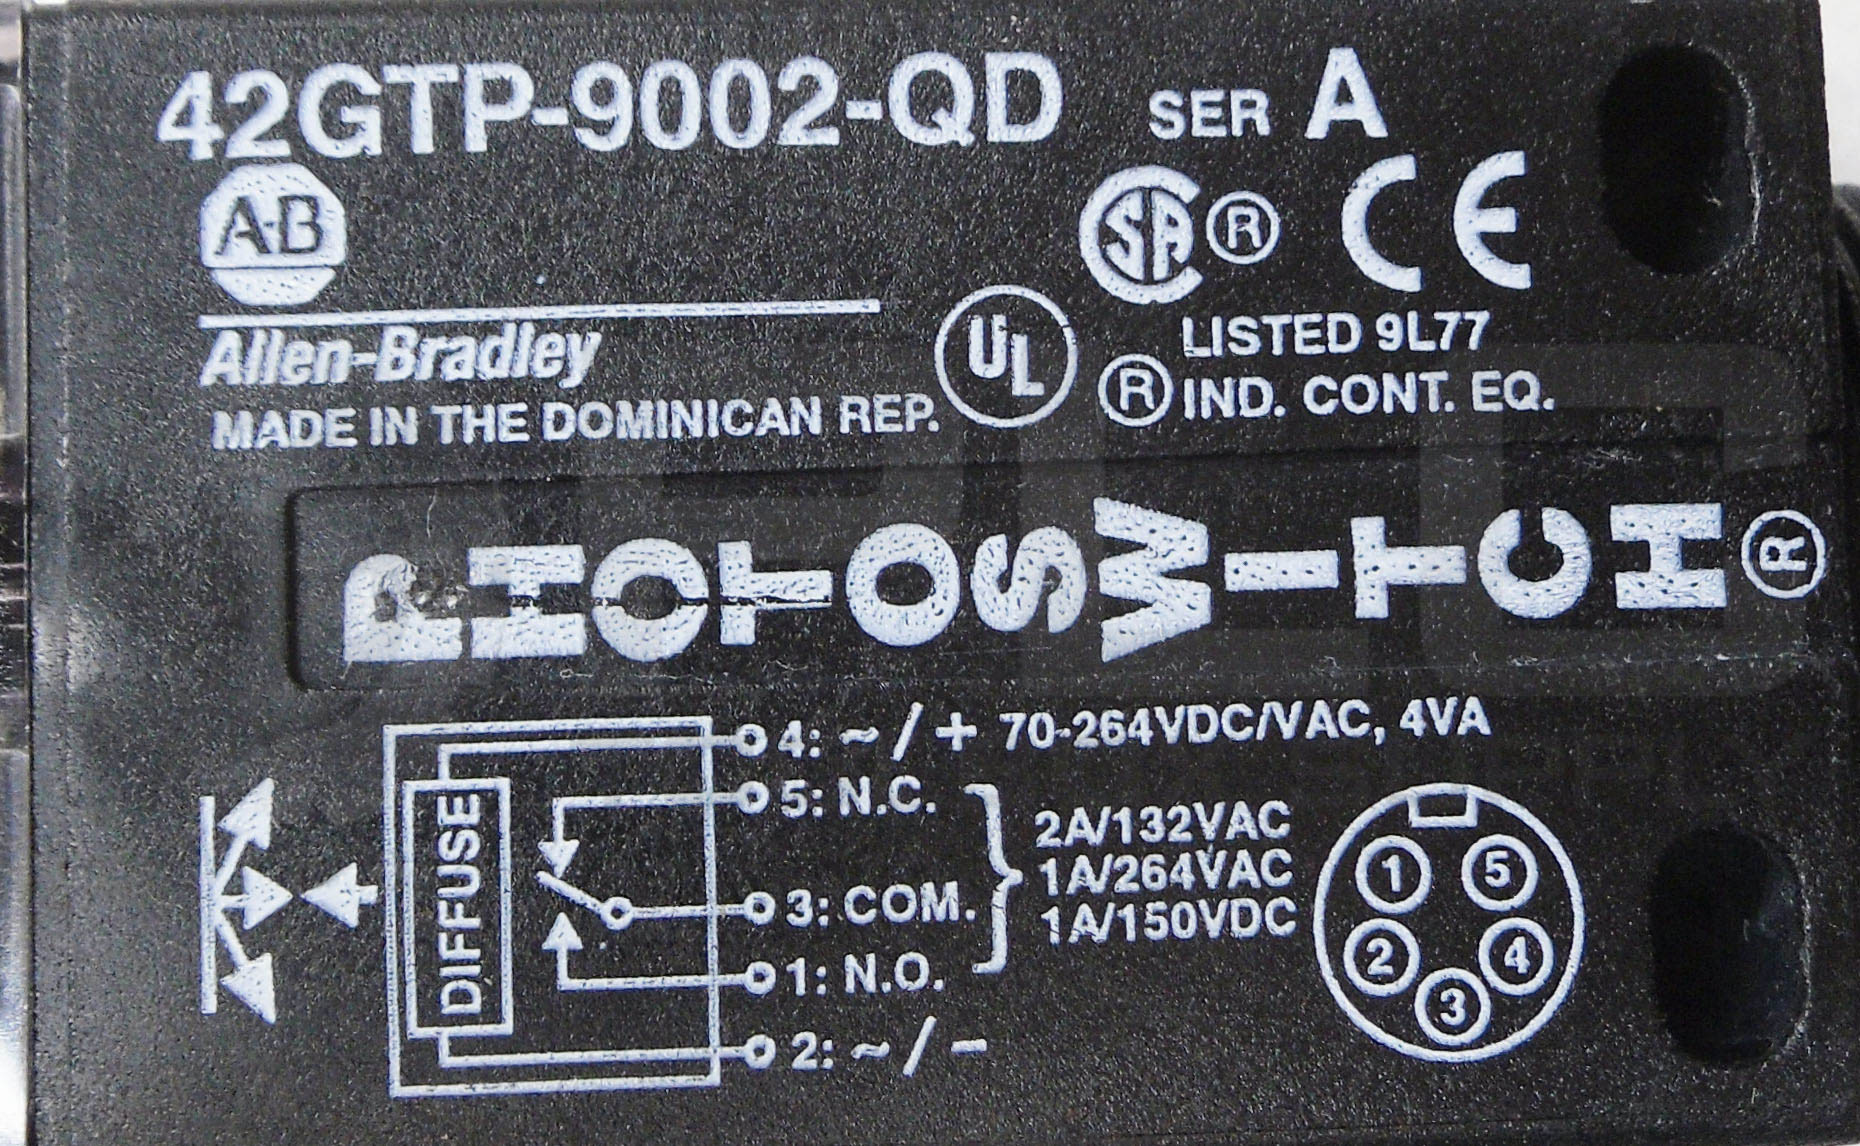 42GTP-9002-QD SER A
A-B
SA ® CE
Allen-Bradley
UL ® LISTED 9L77
IND. CONT. EQ.
MADE IN THE DOMINICAN REP.
PHOTOSWITCH ®
DIFFUSE
4: ~/+ 70-264VDC/VAC, 4VA
5: N.C.
3: COM.
1: N.O.
2: ~/-
2A/132VAC
1A/264VAC
1A/150VDC
1 5
2 4
3